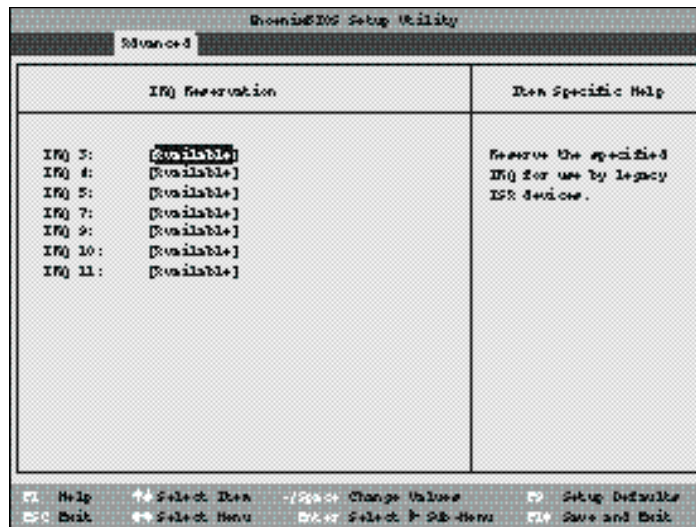 PhoenixBIOS Setup Utility
Advanced
IRQ Reservation
Item Specific Help
IRQ 3: [Available]
IRQ 4: [Available]
IRQ 5: [Available]
IRQ 7: [Available]
IRQ 9: [Available]
IRQ 10: [Available]
IRQ 11: [Available]
Reserve the specified
IRQ for use by legacy
ISA devices.
F1 Help ↑↓ Select Item -/Space Change Values F9 Setup Defaults
ESC Exit ←→ Select Menu Enter Select ▶ Sub-Menu F10 Save and Exit